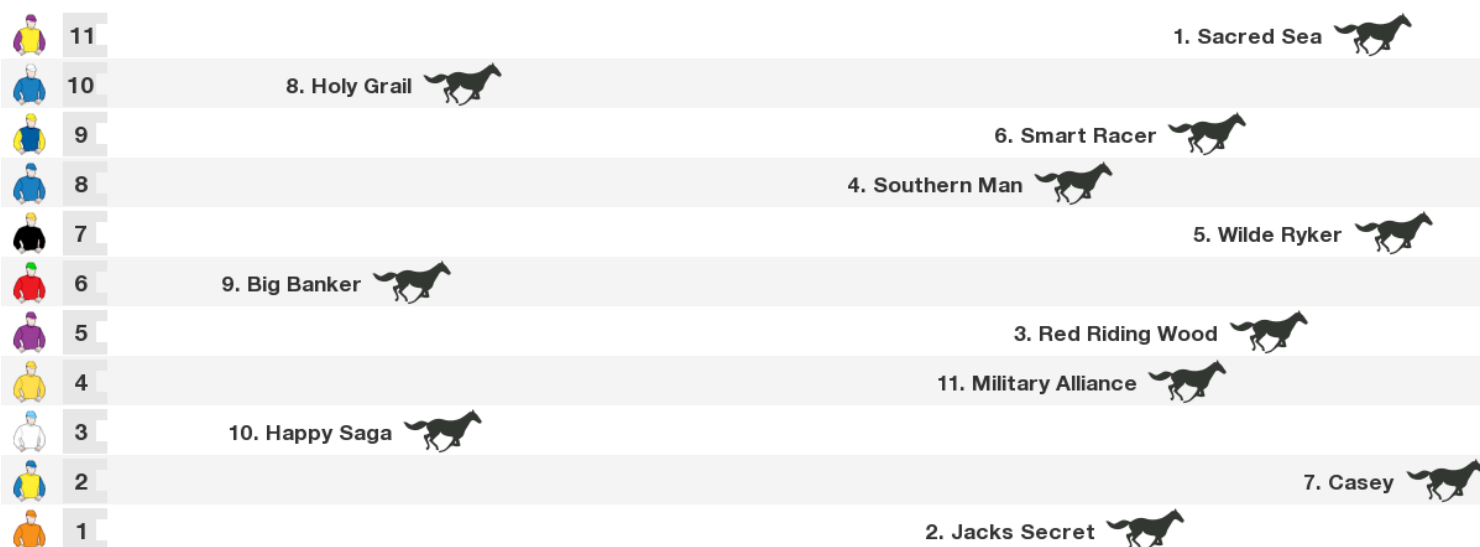 11 1. Sacred Sea
10 8. Holy Grail
9 6. Smart Racer
8 4. Southern Man
7 5. Wilde Ryker
6 9. Big Banker
5 3. Red Riding Wood
4 11. Military Alliance
3 10. Happy Saga
2 7. Casey
1 2. Jacks Secret